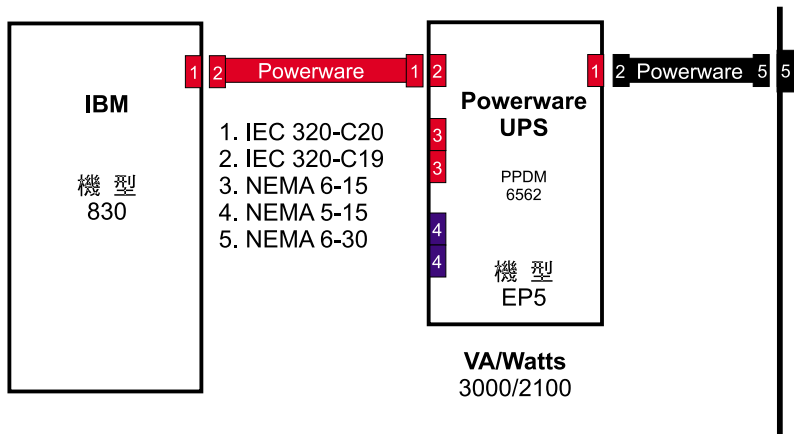 IBM
機型
830
1
2 Powerware 1
1. IEC 320-C20
2. IEC 320-C19
3. NEMA 6-15
4. NEMA 5-15
5. NEMA 6-30
2
3
3
4
4
1
Powerware
UPS
PPDM
6562
機型
EP5
VA/Watts
3000/2100
2 Powerware 5
5